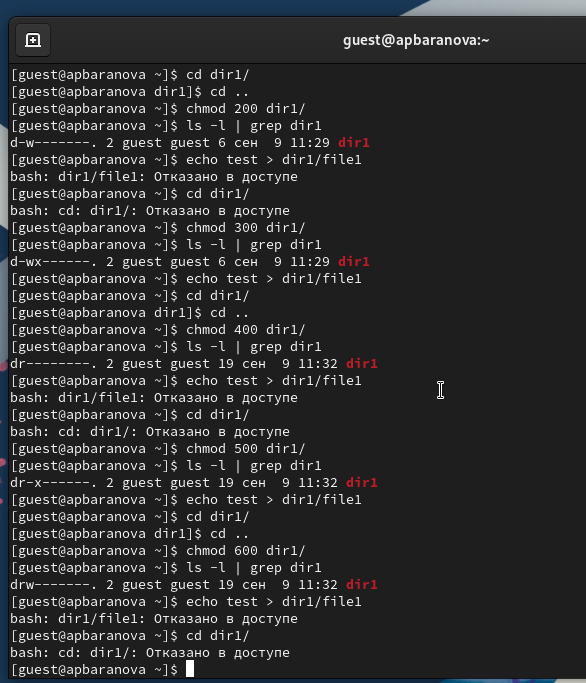 guest@apbaranova:~
[guest@apbaranova ~]$ cd dir1/
[guest@apbaranova dir1]$ cd ..
[guest@apbaranova ~]$ chmod 200 dir1/
[guest@apbaranova ~]$ ls -l | grep dir1
d-w-------. 2 guest guest 6 сен  9 11:29 dir1
[guest@apbaranova ~]$ echo test > dir1/file1
bash: dir1/file1: Отказано в доступе
[guest@apbaranova ~]$ cd dir1/
bash: cd: dir1/: Отказано в доступе
[guest@apbaranova ~]$ chmod 300 dir1/
[guest@apbaranova ~]$ ls -l | grep dir1
d-wx------. 2 guest guest 6 сен  9 11:29 dir1
[guest@apbaranova ~]$ echo test > dir1/file1
[guest@apbaranova ~]$ cd dir1/
[guest@apbaranova dir1]$ cd ..
[guest@apbaranova ~]$ chmod 400 dir1/
[guest@apbaranova ~]$ ls -l | grep dir1
dr--------. 2 guest guest 19 сен  9 11:32 dir1
[guest@apbaranova ~]$ echo test > dir1/file1
bash: dir1/file1: Отказано в доступе
[guest@apbaranova ~]$ cd dir1/
bash: cd: dir1/: Отказано в доступе
[guest@apbaranova ~]$ chmod 500 dir1/
[guest@apbaranova ~]$ ls -l | grep dir1
dr-x------. 2 guest guest 19 сен  9 11:32 dir1
[guest@apbaranova ~]$ echo test > dir1/file1
[guest@apbaranova ~]$ cd dir1/
[guest@apbaranova dir1]$ cd ..
[guest@apbaranova ~]$ chmod 600 dir1/
[guest@apbaranova ~]$ ls -l | grep dir1
drw-------. 2 guest guest 19 сен  9 11:32 dir1
[guest@apbaranova ~]$ echo test > dir1/file1
bash: dir1/file1: Отказано в доступе
[guest@apbaranova ~]$ cd dir1/
bash: cd: dir1/: Отказано в доступе
[guest@apbaranova ~]$